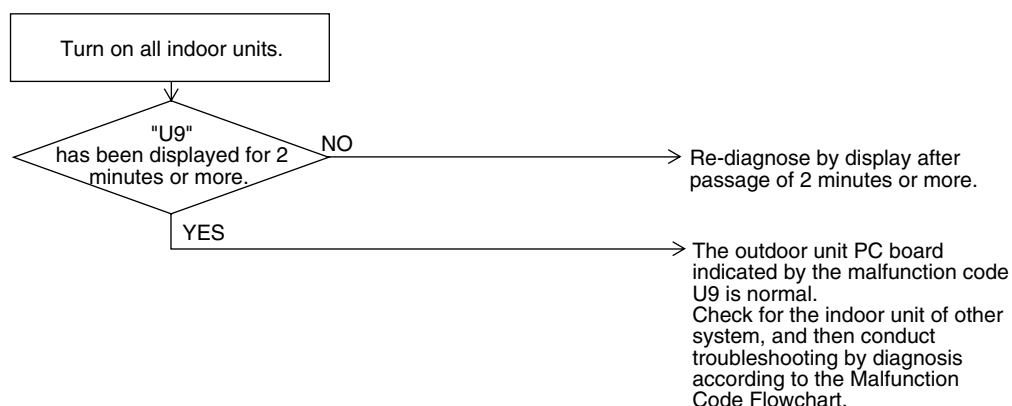 Turn on all indoor units.
"U9"
has been displayed for 2
minutes or more.
NO
Re-diagnose by display after
passage of 2 minutes or more.
YES
The outdoor unit PC board
indicated by the malfunction code
U9 is normal.
Check for the indoor unit of other
system, and then conduct
troubleshooting by diagnosis
according to the Malfunction
Code Flowchart.